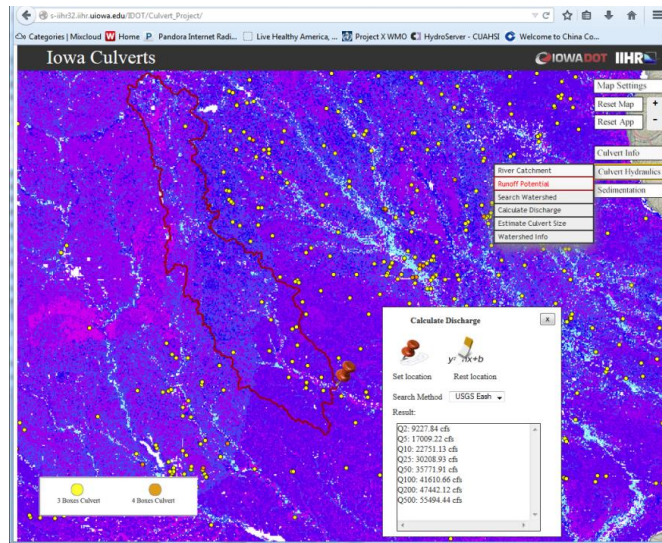 s-iihr32.iihr.uiowa.edu/IDOT/Culvert_Project/
Categories | Mixcloud Home Pandora Internet Radi... Live Healthy America, ... Project X WMO HydroServer - CUAHSI Welcome to China Co...
Iowa Culverts
IOWADOT IIHR
Map Settings
Reset Map +
Reset App -
Culvert Info
Culvert Hydraulics
Sedimentation
River Catchment
Runoff Potential
Search Watershed
Calculate Discharge
Estimate Culvert Size
Watershed Info
Calculate Discharge x
Set location Rest location
Search Method USGS Eash
Result:
Q2: 9227.84 cfs
Q5: 17009.22 cfs
Q10: 22751.13 cfs
Q25: 30208.93 cfs
Q50: 35771.91 cfs
Q100: 41610.66 cfs
Q200: 47442.12 cfs
Q500: 55494.44 cfs
3 Boxes Culvert 4 Boxes Culvert